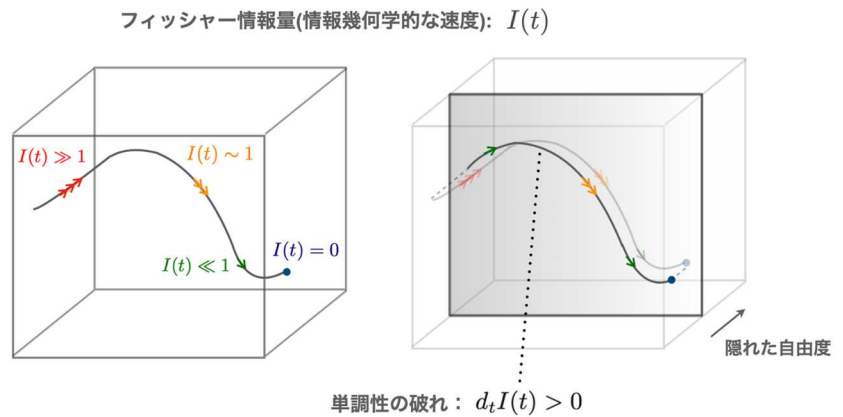 フィッシャー情報量(情報幾何学的な速度): I(t)
I(t) ≫ 1
I(t) ∼ 1
I(t) = 0
I(t) ≪ 1
隠れた自由度
単調性の破れ： d_t I(t) > 0